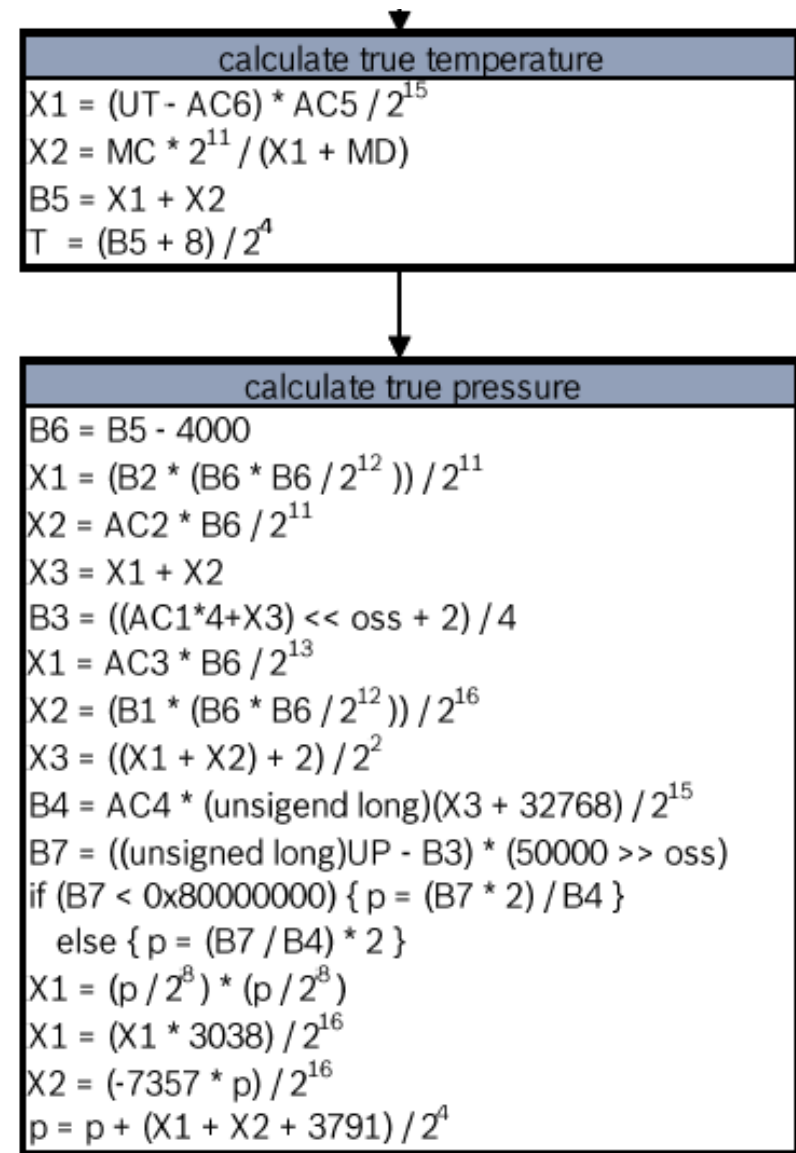 calculate true temperature
X1 = (UT - AC6) * AC5 / 2^15
X2 = MC * 2^11 / (X1 + MD)
B5 = X1 + X2
T = (B5 + 8) / 2^4
calculate true pressure
B6 = B5 - 4000
X1 = (B2 * (B6 * B6 / 2^12 )) / 2^11
X2 = AC2 * B6 / 2^11
X3 = X1 + X2
B3 = ((AC1*4+X3) << oss + 2) / 4
X1 = AC3 * B6 / 2^13
X2 = (B1 * (B6 * B6 / 2^12 )) / 2^16
X3 = ((X1 + X2) + 2) / 2^2
B4 = AC4 * (unsigend long)(X3 + 32768) / 2^15
B7 = ((unsigned long)UP - B3) * (50000 >> oss)
if (B7 < 0x80000000) { p = (B7 * 2) / B4 }
else { p = (B7 / B4) * 2 }
X1 = (p / 2^8 ) * (p / 2^8 )
X1 = (X1 * 3038) / 2^16
X2 = (-7357 * p) / 2^16
p = p + (X1 + X2 + 3791) / 2^4